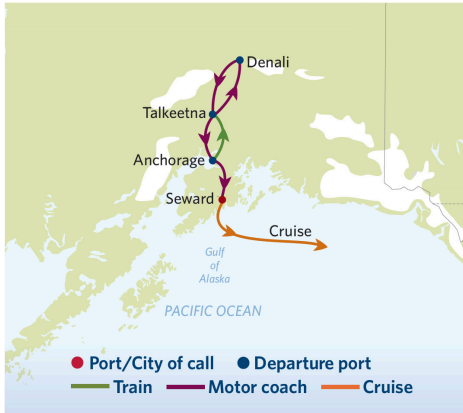 Denali
Talkeetna
Anchorage
Seward
Cruise
Gulf
of
Alaska
PACIFIC OCEAN
Port/City of call
Departure port
Train
Motor coach
Cruise